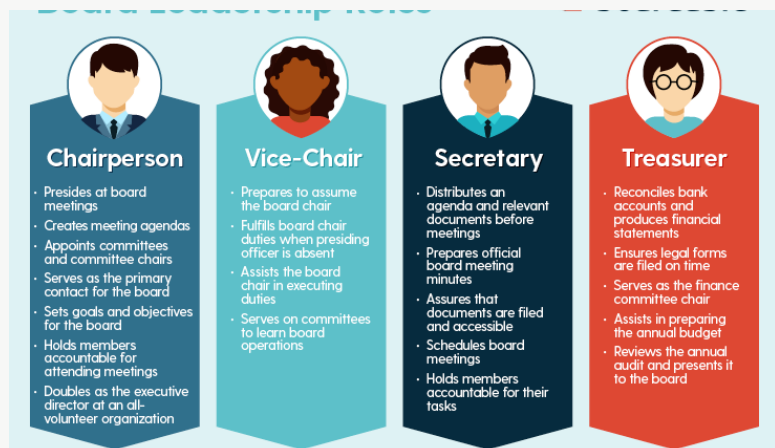 Board Leadership Roles
Chairperson
· Presides at board
meetings
· Creates meeting agendas
· Appoints committees
and committee chairs
· Serves as the primary
contact for the board
· Sets goals and objectives
for the board
· Holds members
accountable for
attending meetings
· Doubles as the executive
director at an all-
volunteer organization
Vice-Chair
· Prepares to assume
the board chair
· Fulfills board chair
duties when presiding
officer is absent
· Assists the board
chair in executing
duties
· Serves on committees
to learn board
operations
Secretary
· Distributes an
agenda and relevant
documents before
meetings
· Prepares official
board meeting
minutes
· Assures that
documents are filed
and accessible
· Schedules board
meetings
· Holds members
accountable for their
tasks
Treasurer
· Reconciles bank
accounts and
produces financial
statements
· Ensures legal forms
are filed on time
· Serves as the finance
committee chair
· Assists in preparing
the annual budget
· Reviews the annual
audit and presents it
to the board